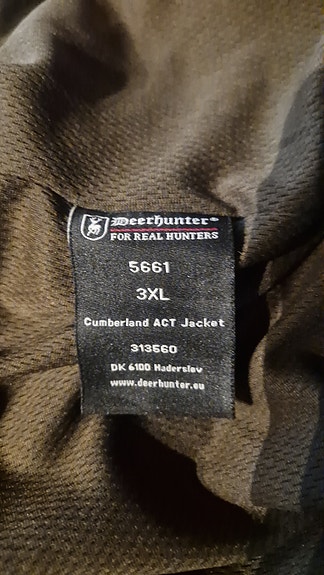 Deerhunter®
FOR REAL HUNTERS
5661
3XL
Cumberland ACT Jacket
313560
DK 6100 Haderslev
www.deerhunter.eu